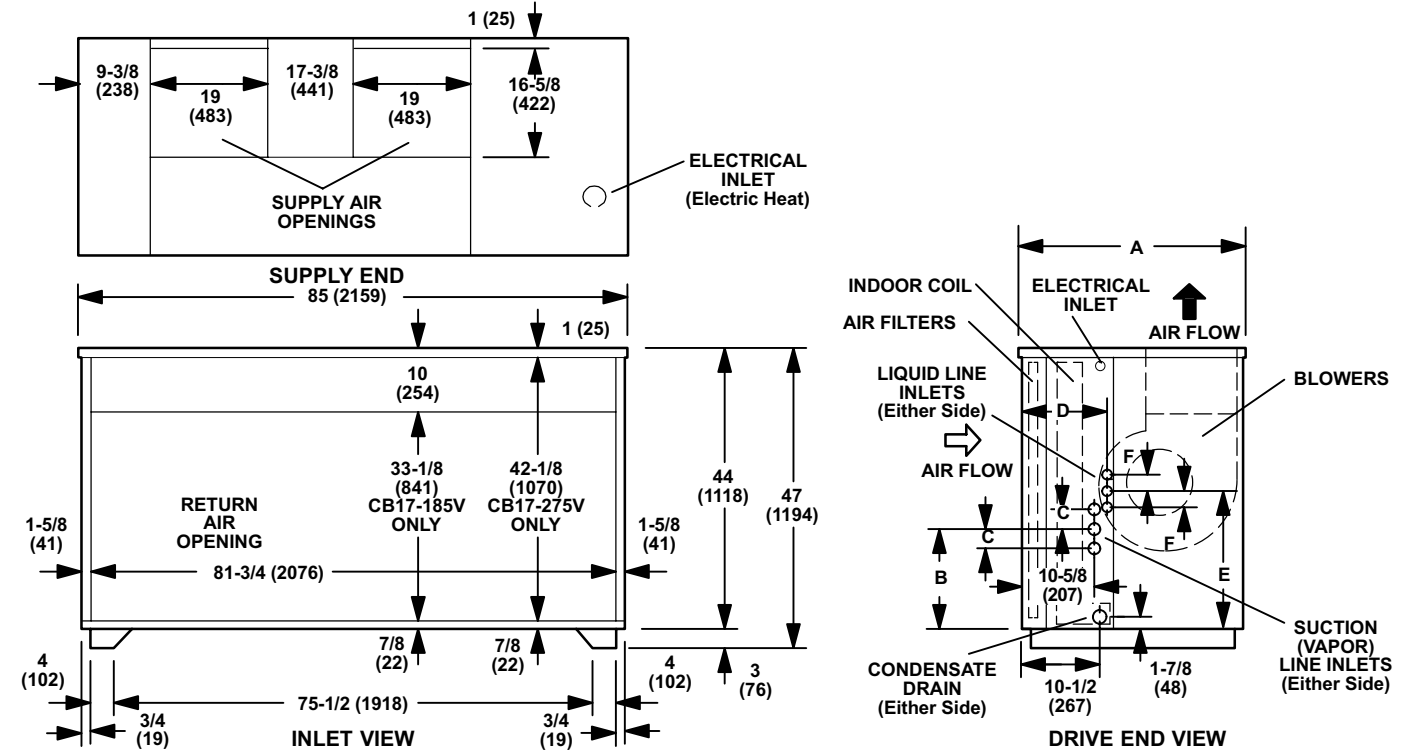 1 (25)
9-3/8
(238)
19
(483)
17-3/8
(441)
19
(483)
16-5/8
(422)
SUPPLY AIR
OPENINGS
ELECTRICAL
INLET
(Electric Heat)
SUPPLY END
85 (2159)
1 (25)
10
(254)
33-1/8
(841)
CB17-185V
ONLY
42-1/8
(1070)
CB17-275V
ONLY
RETURN
AIR
OPENING
1-5/8
(41)
1-5/8
(41)
81-3/4 (2076)
44
(1118)
47
(1194)
7/8
(22)
7/8
(22)
4
(102)
4
(102)
3
(76)
75-1/2 (1918)
3/4
(19)
3/4
(19)
INLET VIEW
A
INDOOR COIL
ELECTRICAL
INLET
AIR FILTERS
AIR FLOW
LIQUID LINE
INLETS
(Either Side)
BLOWERS
D
AIR FLOW
F
C
C
F
B
E
10-5/8
(207)
SUCTION
(VAPOR)
LINE INLETS
(Either Side)
CONDENSATE
DRAIN
(Either Side)
10-1/2
(267)
1-7/8
(48)
DRIVE END VIEW